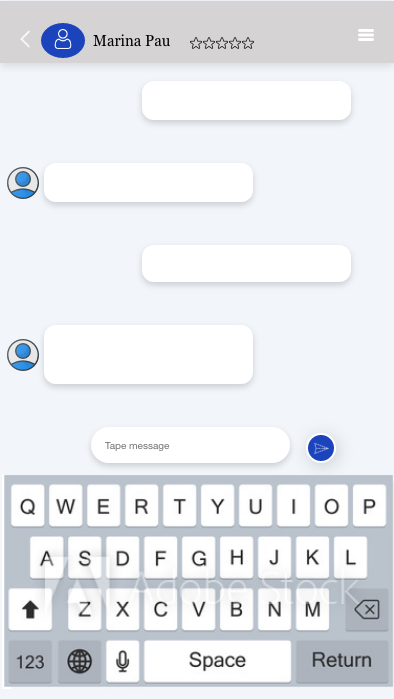 Marina Pau
Tape message
Q W E R T Y U I O P
A S D F G H J K L
Adobe Stock
Z X C V B N M
123 Space Return